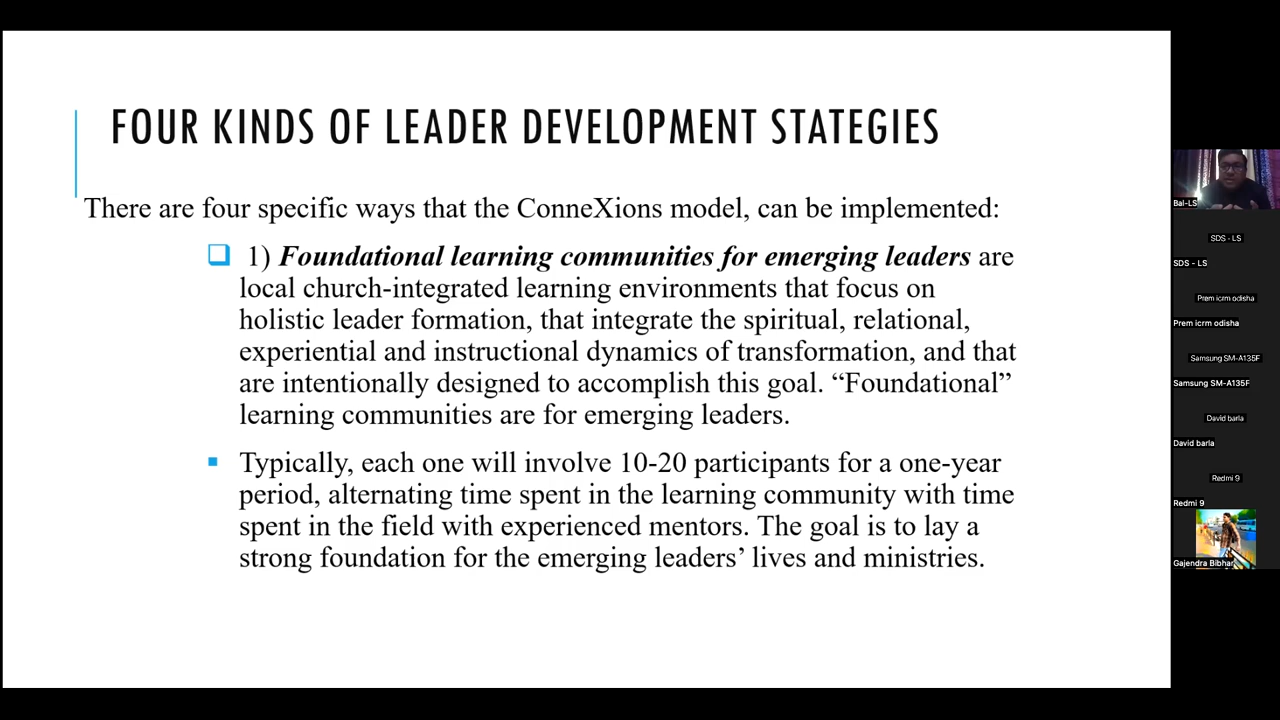 FOUR KINDS OF LEADER DEVELOPMENT STATEGIES
There are four specific ways that the ConneXions model, can be implemented:
1) Foundational learning communities for emerging leaders are
local church-integrated learning environments that focus on
holistic leader formation, that integrate the spiritual, relational,
experiential and instructional dynamics of transformation, and that
are intentionally designed to accomplish this goal. “Foundational”
learning communities are for emerging leaders.
Typically, each one will involve 10-20 participants for a one-year
period, alternating time spent in the learning community with time
spent in the field with experienced mentors. The goal is to lay a
strong foundation for the emerging leaders’ lives and ministries.
Bal-LS
SDS - LS
SDS - LS
Prem icrm odisha
Prem icrm odisha
Samsung SM-A135F
Samsung SM-A135F
David barla
David barla
Redmi 9
Redmi 9
Gajendra Bibhar